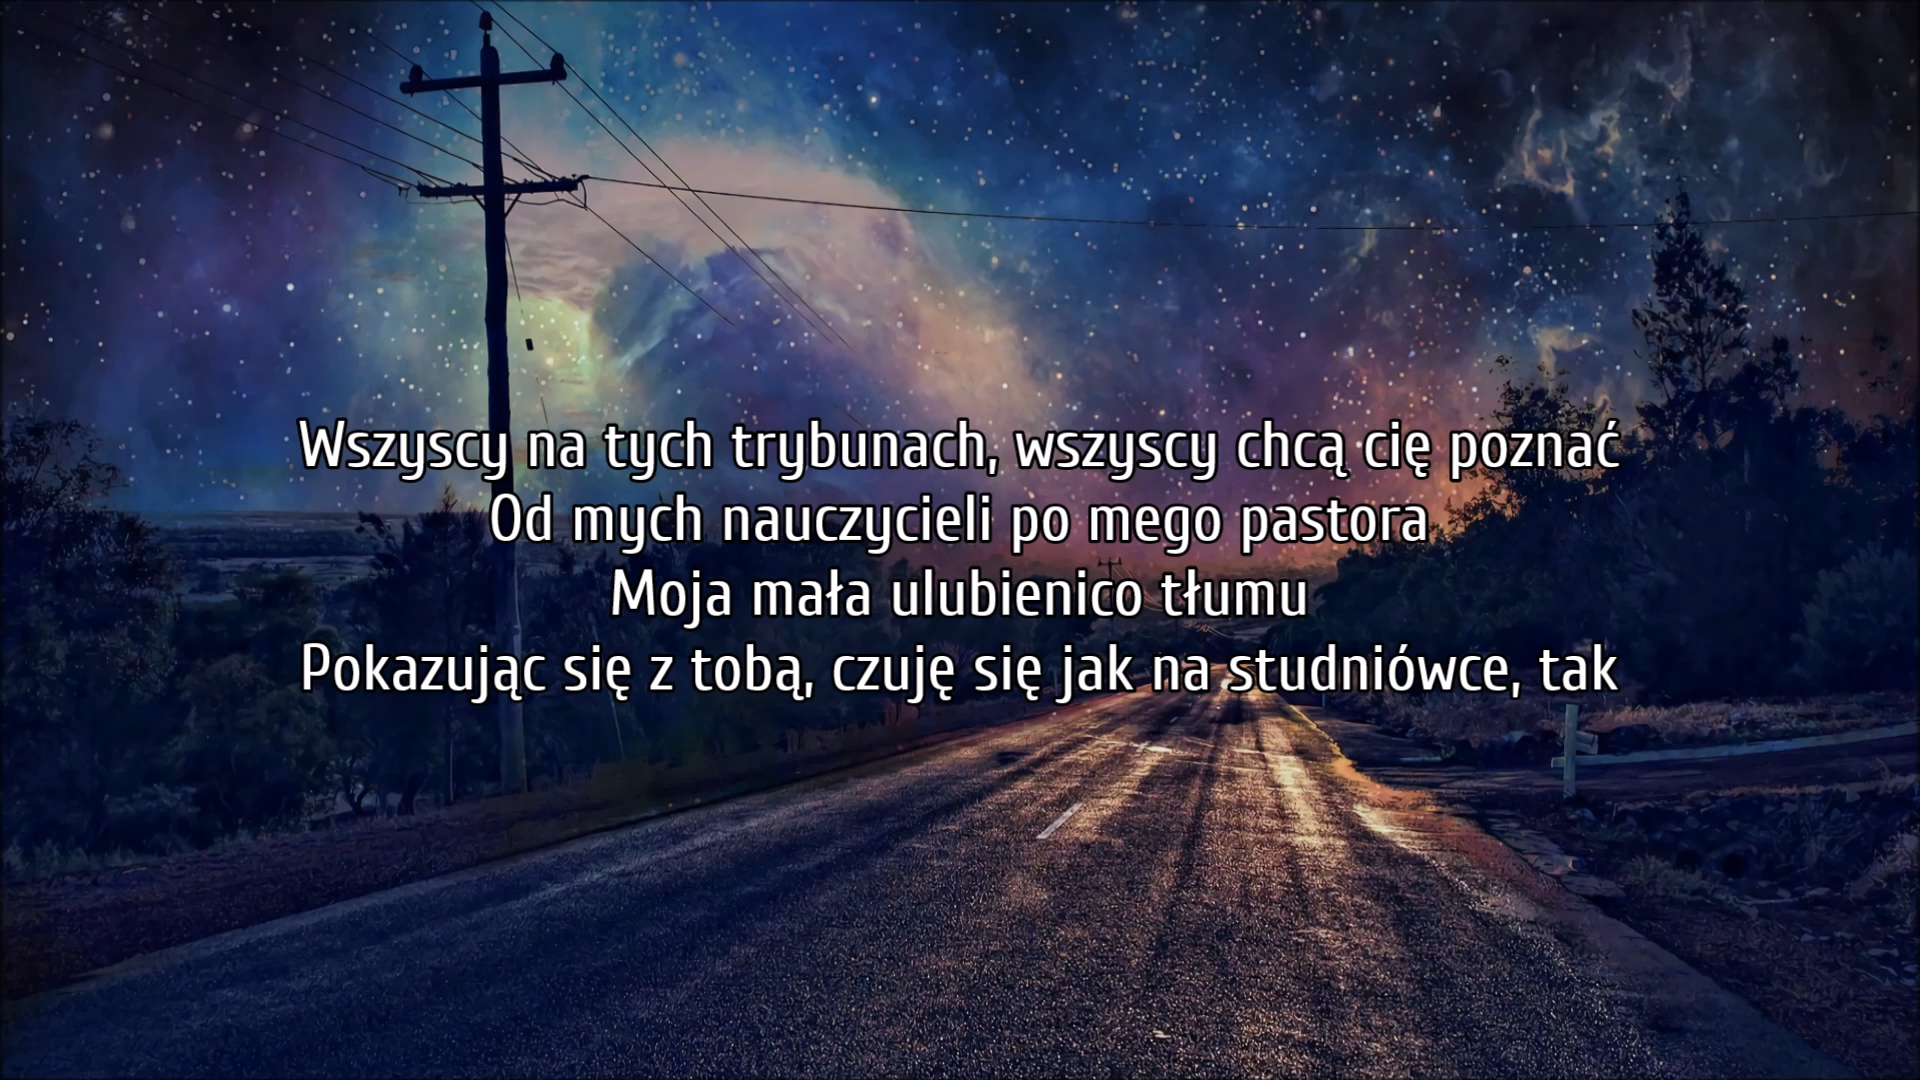 Wszyscy na tych trybunach, wszyscy chcą cię poznać
Od mych nauczycieli po mego pastora
Moja mała ulubienico tłumu
Pokazując się z tobą, czuję się jak na studniówce, tak